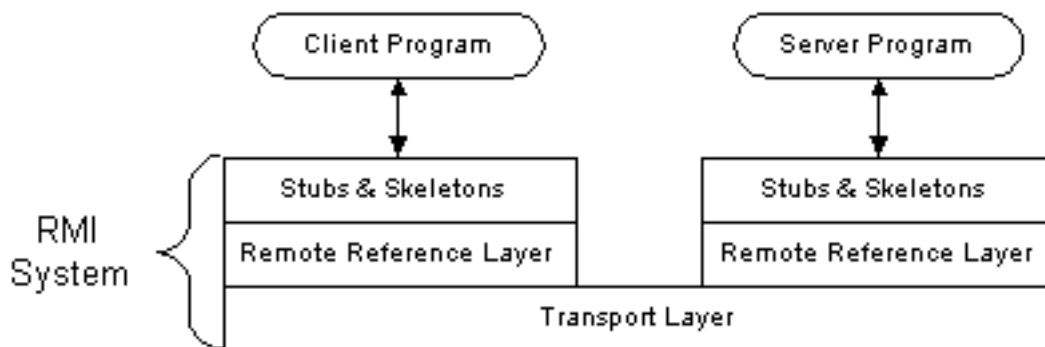 Client Program
Server Program
Stubs & Skeletons
Stubs & Skeletons
RMI
System
Remote Reference Layer
Remote Reference Layer
Transport Layer